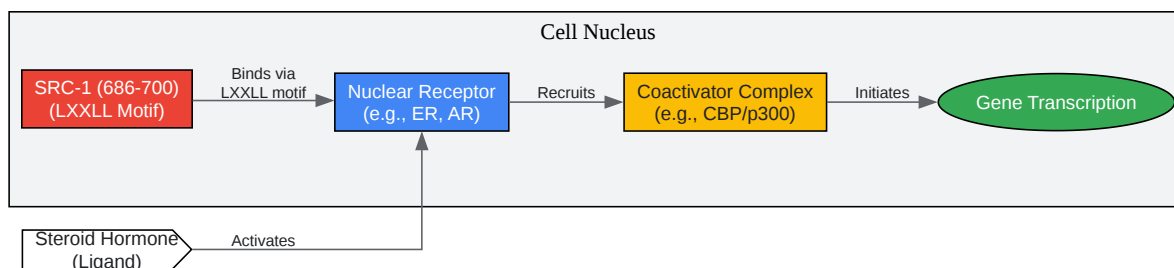 Cell Nucleus
SRC-1 (686-700)
(LXXLL Motif)
Binds via
LXXLL motif
Nuclear Receptor
(e.g., ER, AR)
Recruits
Coactivator Complex
(e.g., CBP/p300)
Initiates
Gene Transcription
Steroid Hormone
(Ligand)
Activates